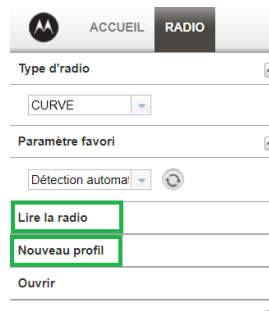 ACCUEIL RADIO
Type d'radio
CURVE
Paramètre favori
Détection automat
Lire la radio
Nouveau profil
Ouvrir